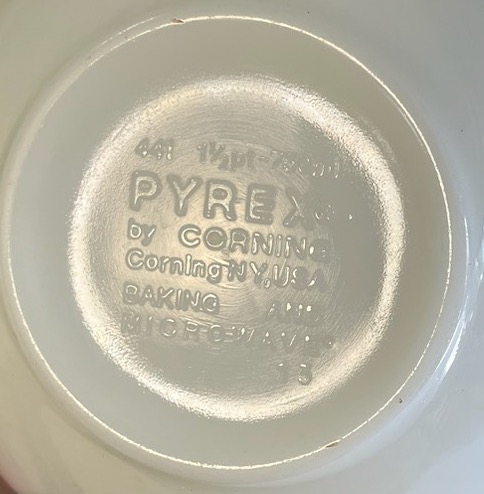 441 1½pt-750ml
PYREX®
by CORNING
Corning NY, USA
BAKING AND
MICROWAVE
13